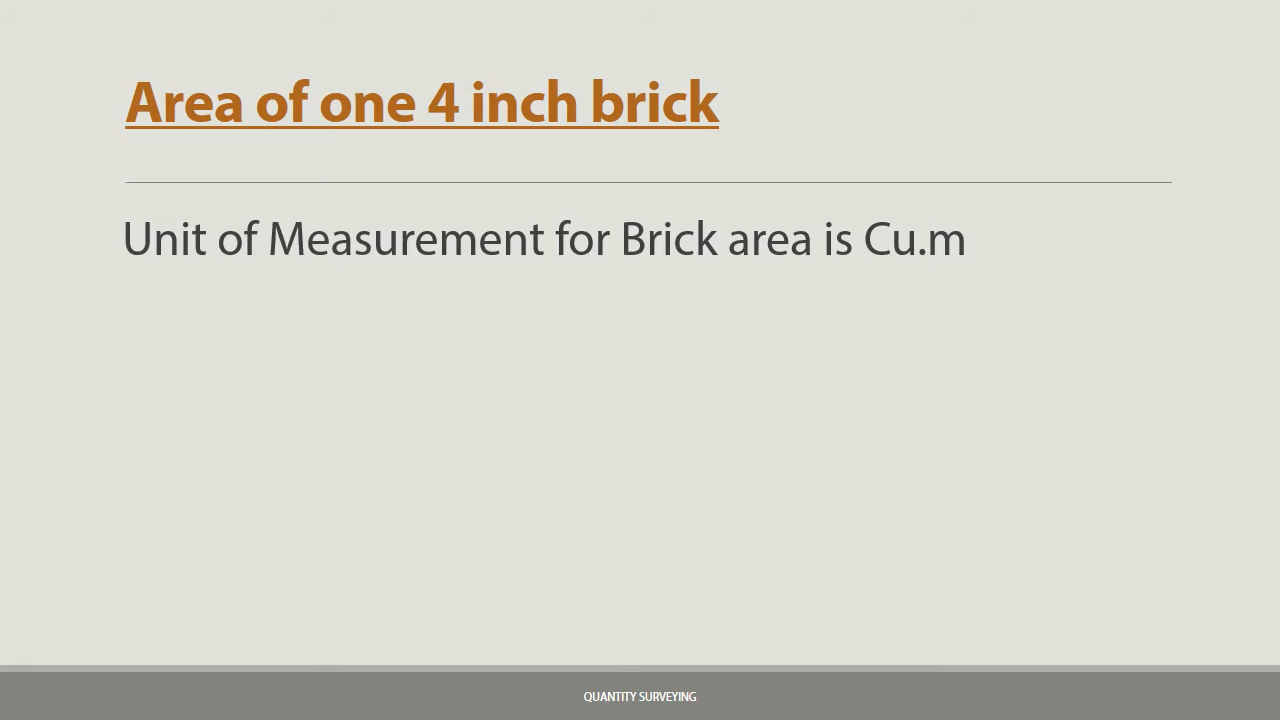 Area of one 4 inch brick
Unit of Measurement for Brick area is Cu.m
QUANTITY SURVEYING